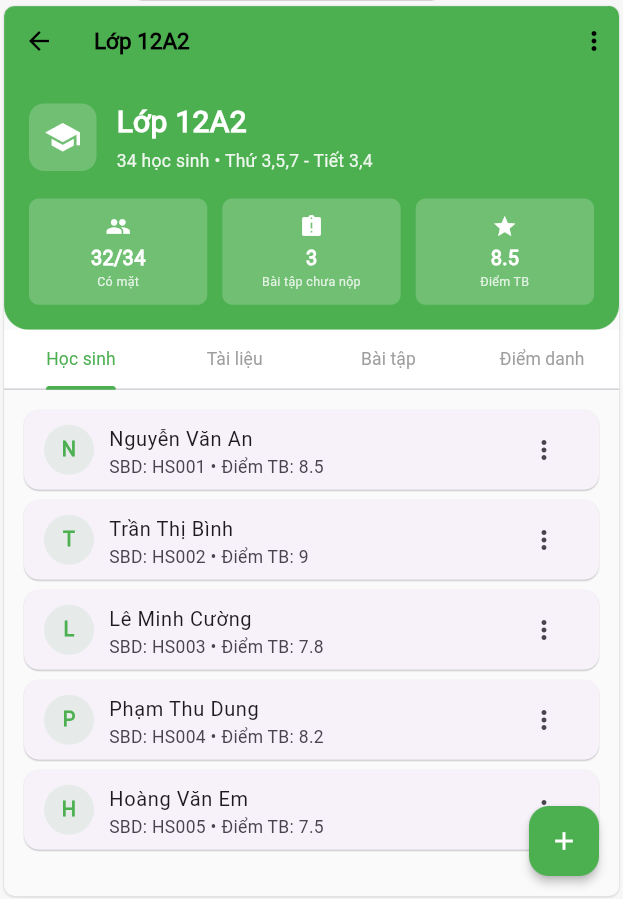 Lớp 12A2
Lớp 12A2
34 học sinh • Thứ 3,5,7 - Tiết 3,4
32/34
Có mặt
3
Bài tập chưa nộp
8.5
Điểm TB
Học sinh
Tài liệu
Bài tập
Điểm danh
N
Nguyễn Văn An
SBD: HS001 • Điểm TB: 8.5
T
Trần Thị Bình
SBD: HS002 • Điểm TB: 9
L
Lê Minh Cường
SBD: HS003 • Điểm TB: 7.8
P
Phạm Thu Dung
SBD: HS004 • Điểm TB: 8.2
H
Hoàng Văn Em
SBD: HS005 • Điểm TB: 7.5